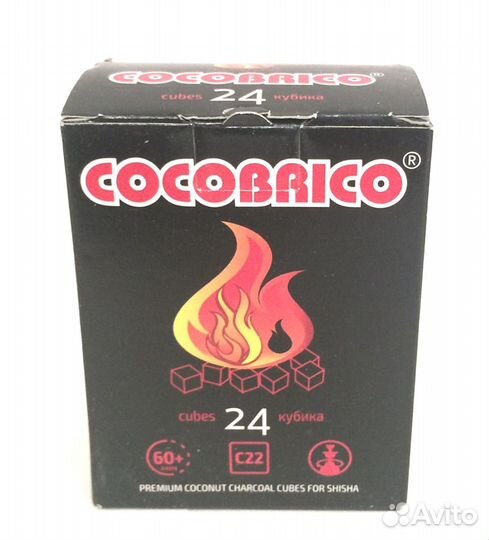 COCOBRICO®
cubes 24 кубика
COCOBRICO®
cubes 24 кубика
60+
C22
PREMIUM COCONUT CHARCOAL CUBES FOR SHISHA
Avito